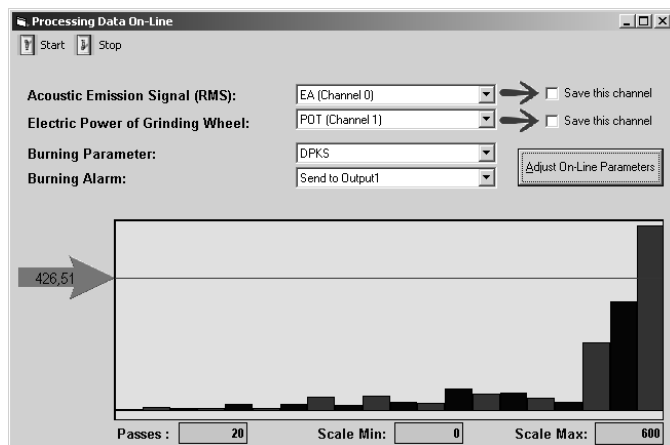 Processing Data On-Line
Start Stop
Acoustic Emission Signal (RMS): EA (Channel 0) Save this channel
Electric Power of Grinding Wheel: POT (Channel 1) Save this channel
Burning Parameter: DPKS
Adjust On-Line Parameters
Burning Alarm: Send to Output1
426,51
Passes : 20 Scale Min: 0 Scale Max: 600